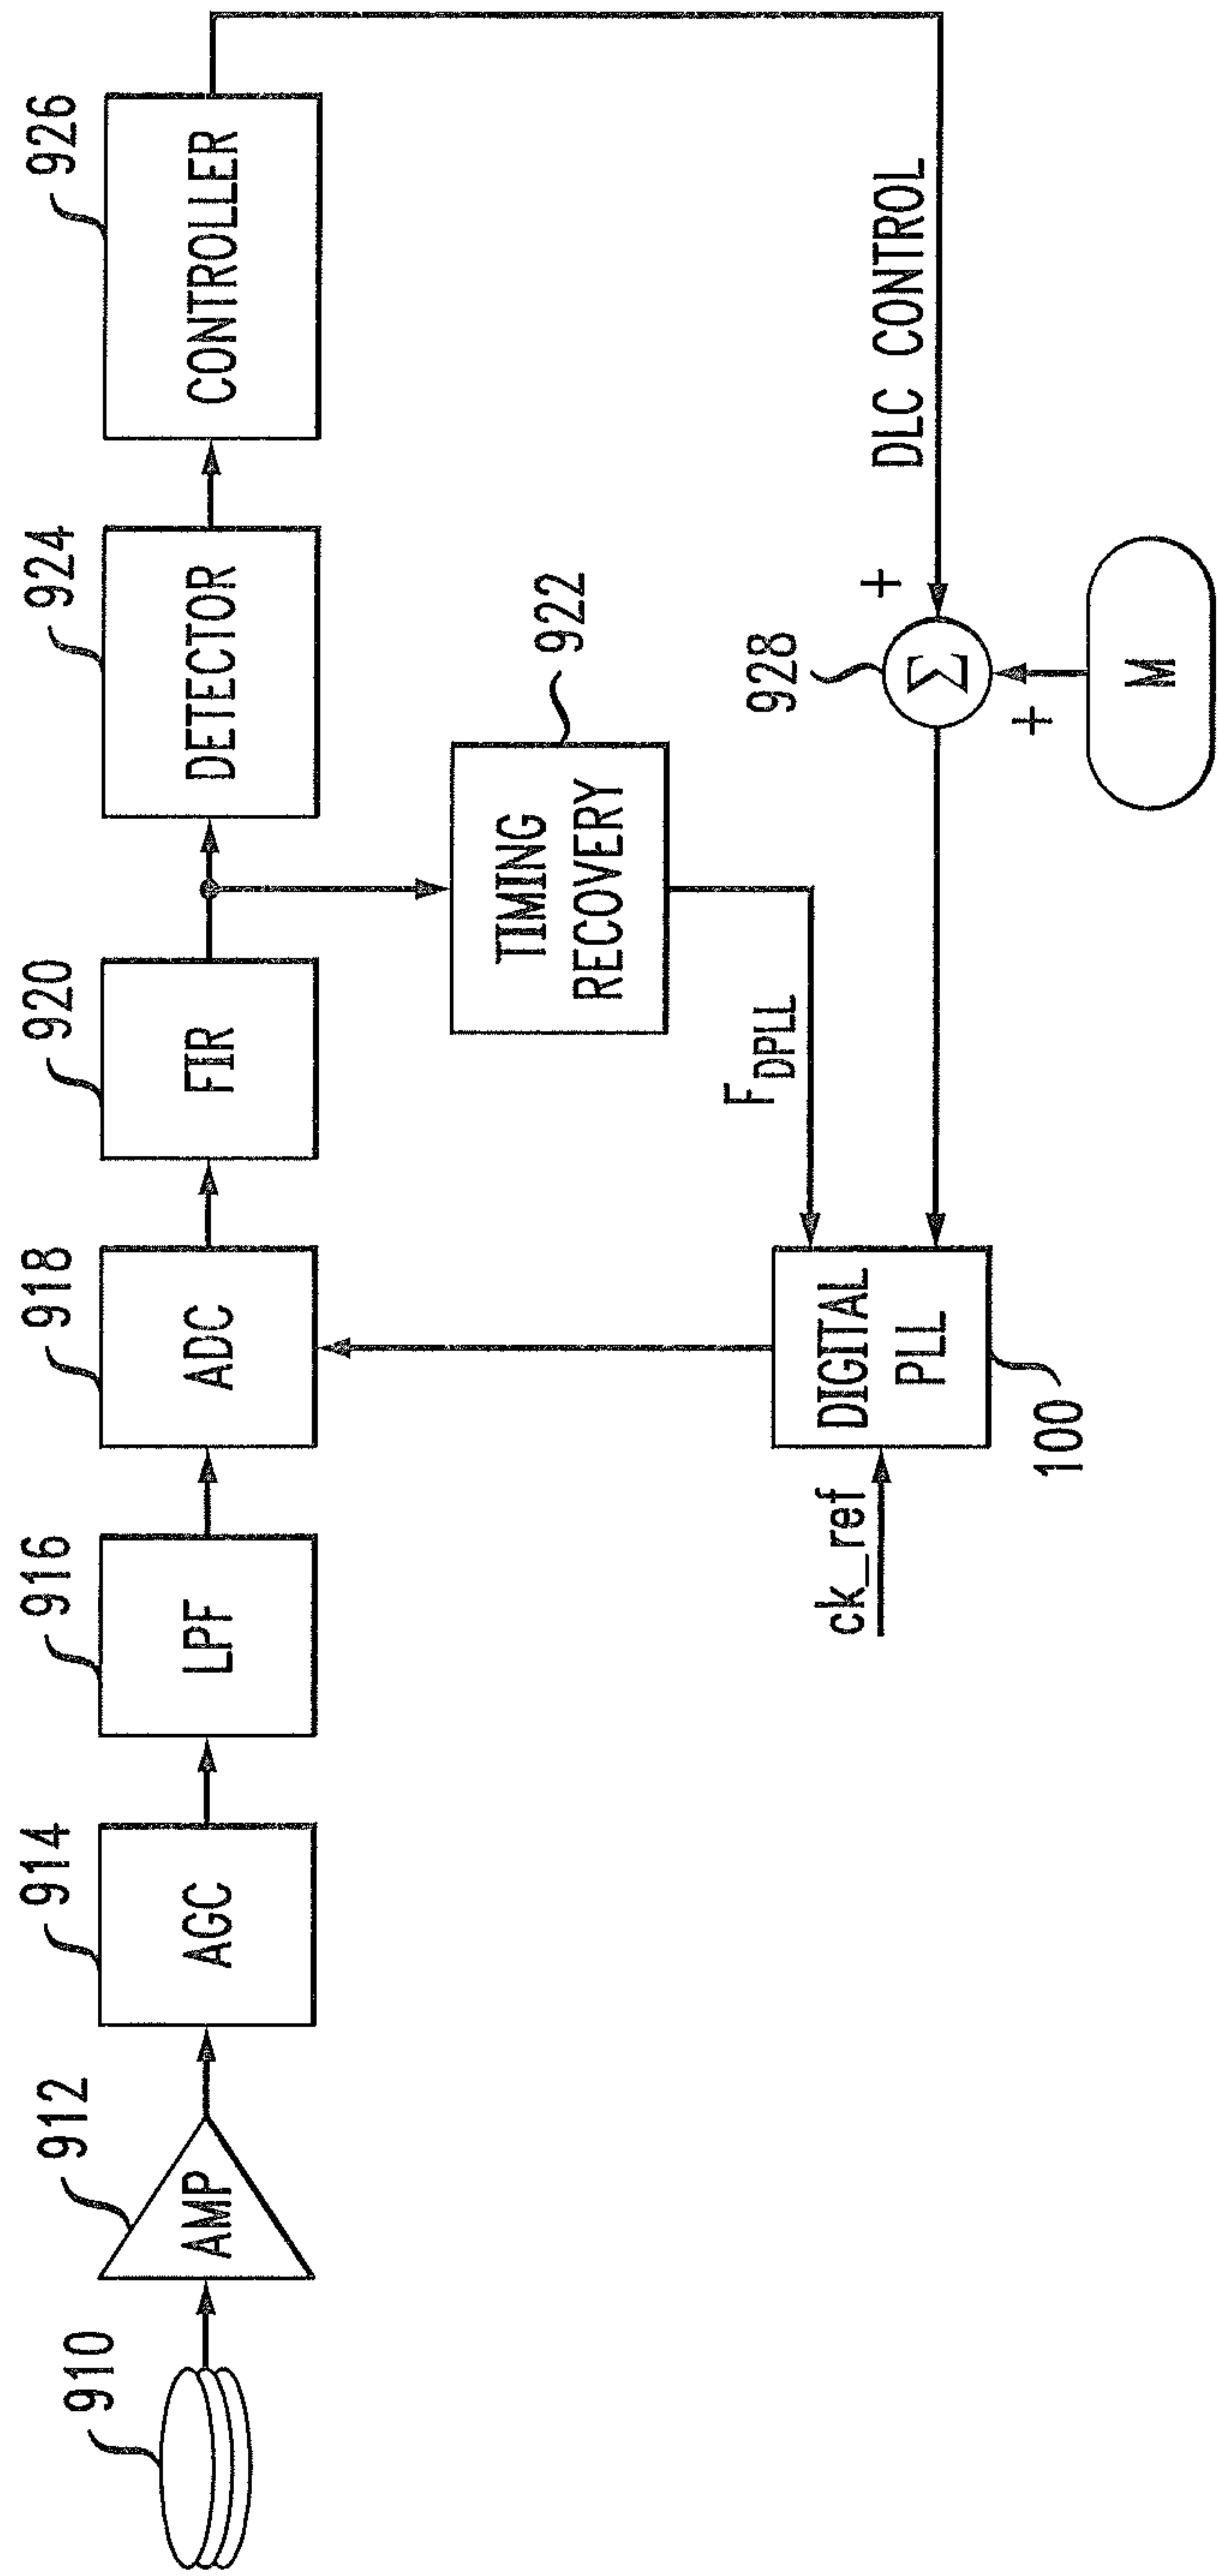 910
912
AMP
914
AGC
916
LPF
918
ADC
920
FIR
924
DETECTOR
926
CONTROLLER
TIMING
RECOVERY
922
F_DPLL
ck_ref
DIGITAL
PLL
100
928
Σ
+
+
DLC CONTROL
M